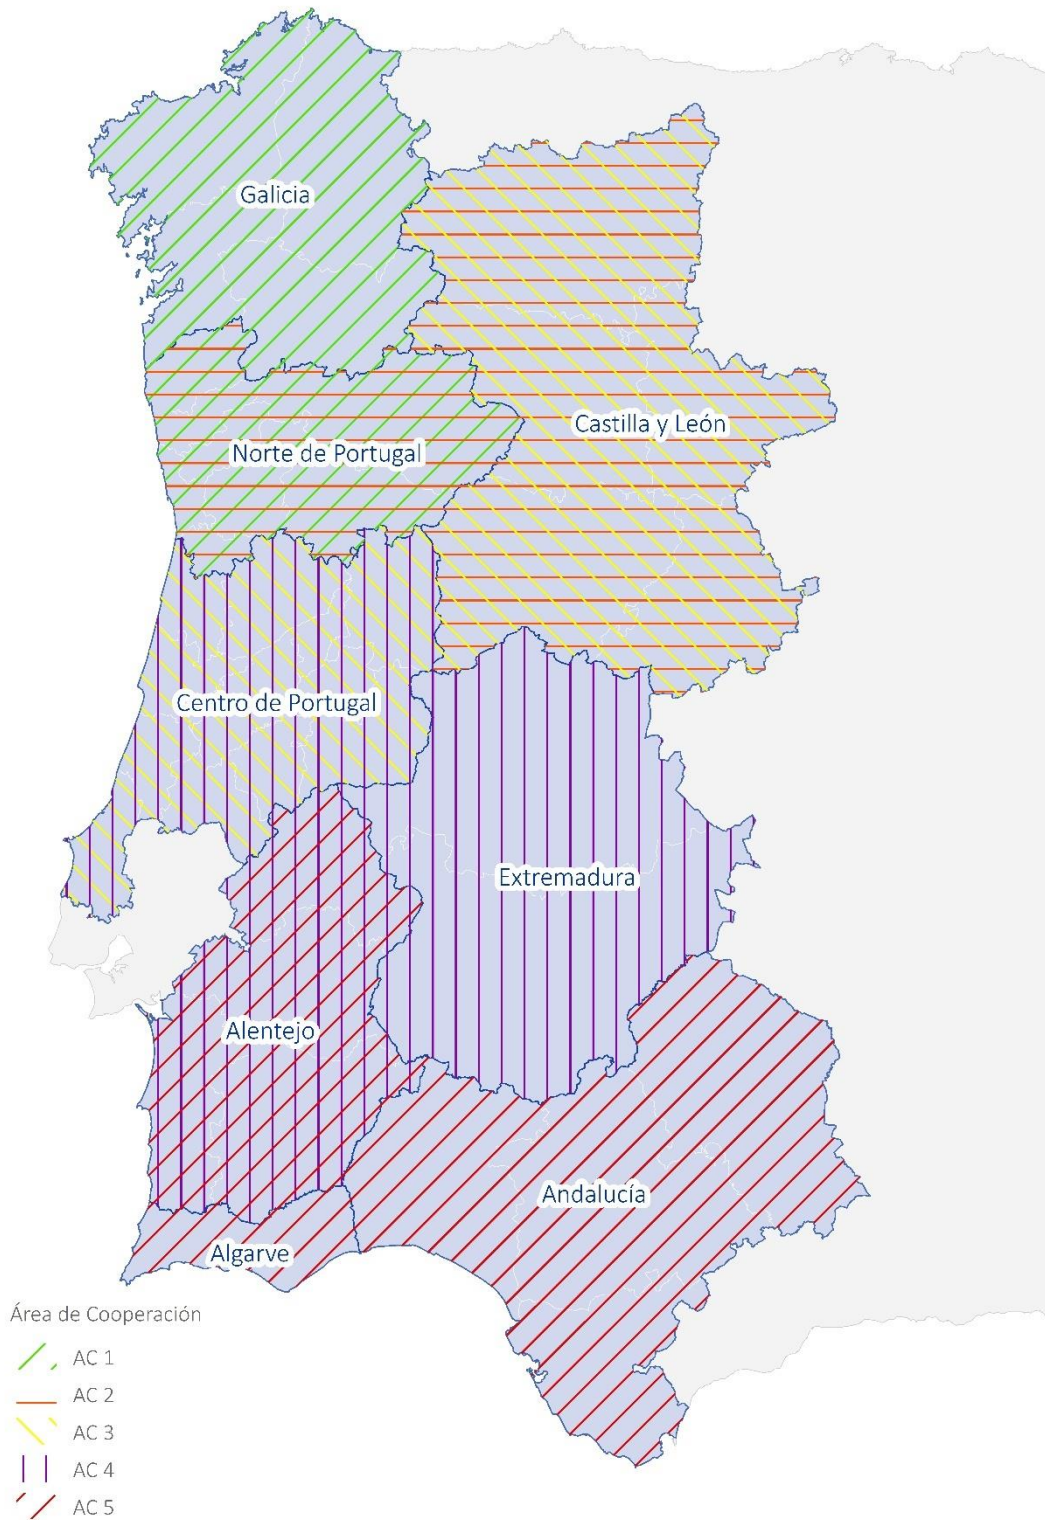 Galicia
Castilla y León
Norte de Portugal
Centro de Portugal
Extremadura
Alentejo
Andalucía
Algarve
Área de Cooperación
AC 1
AC 2
AC 3
AC 4
AC 5